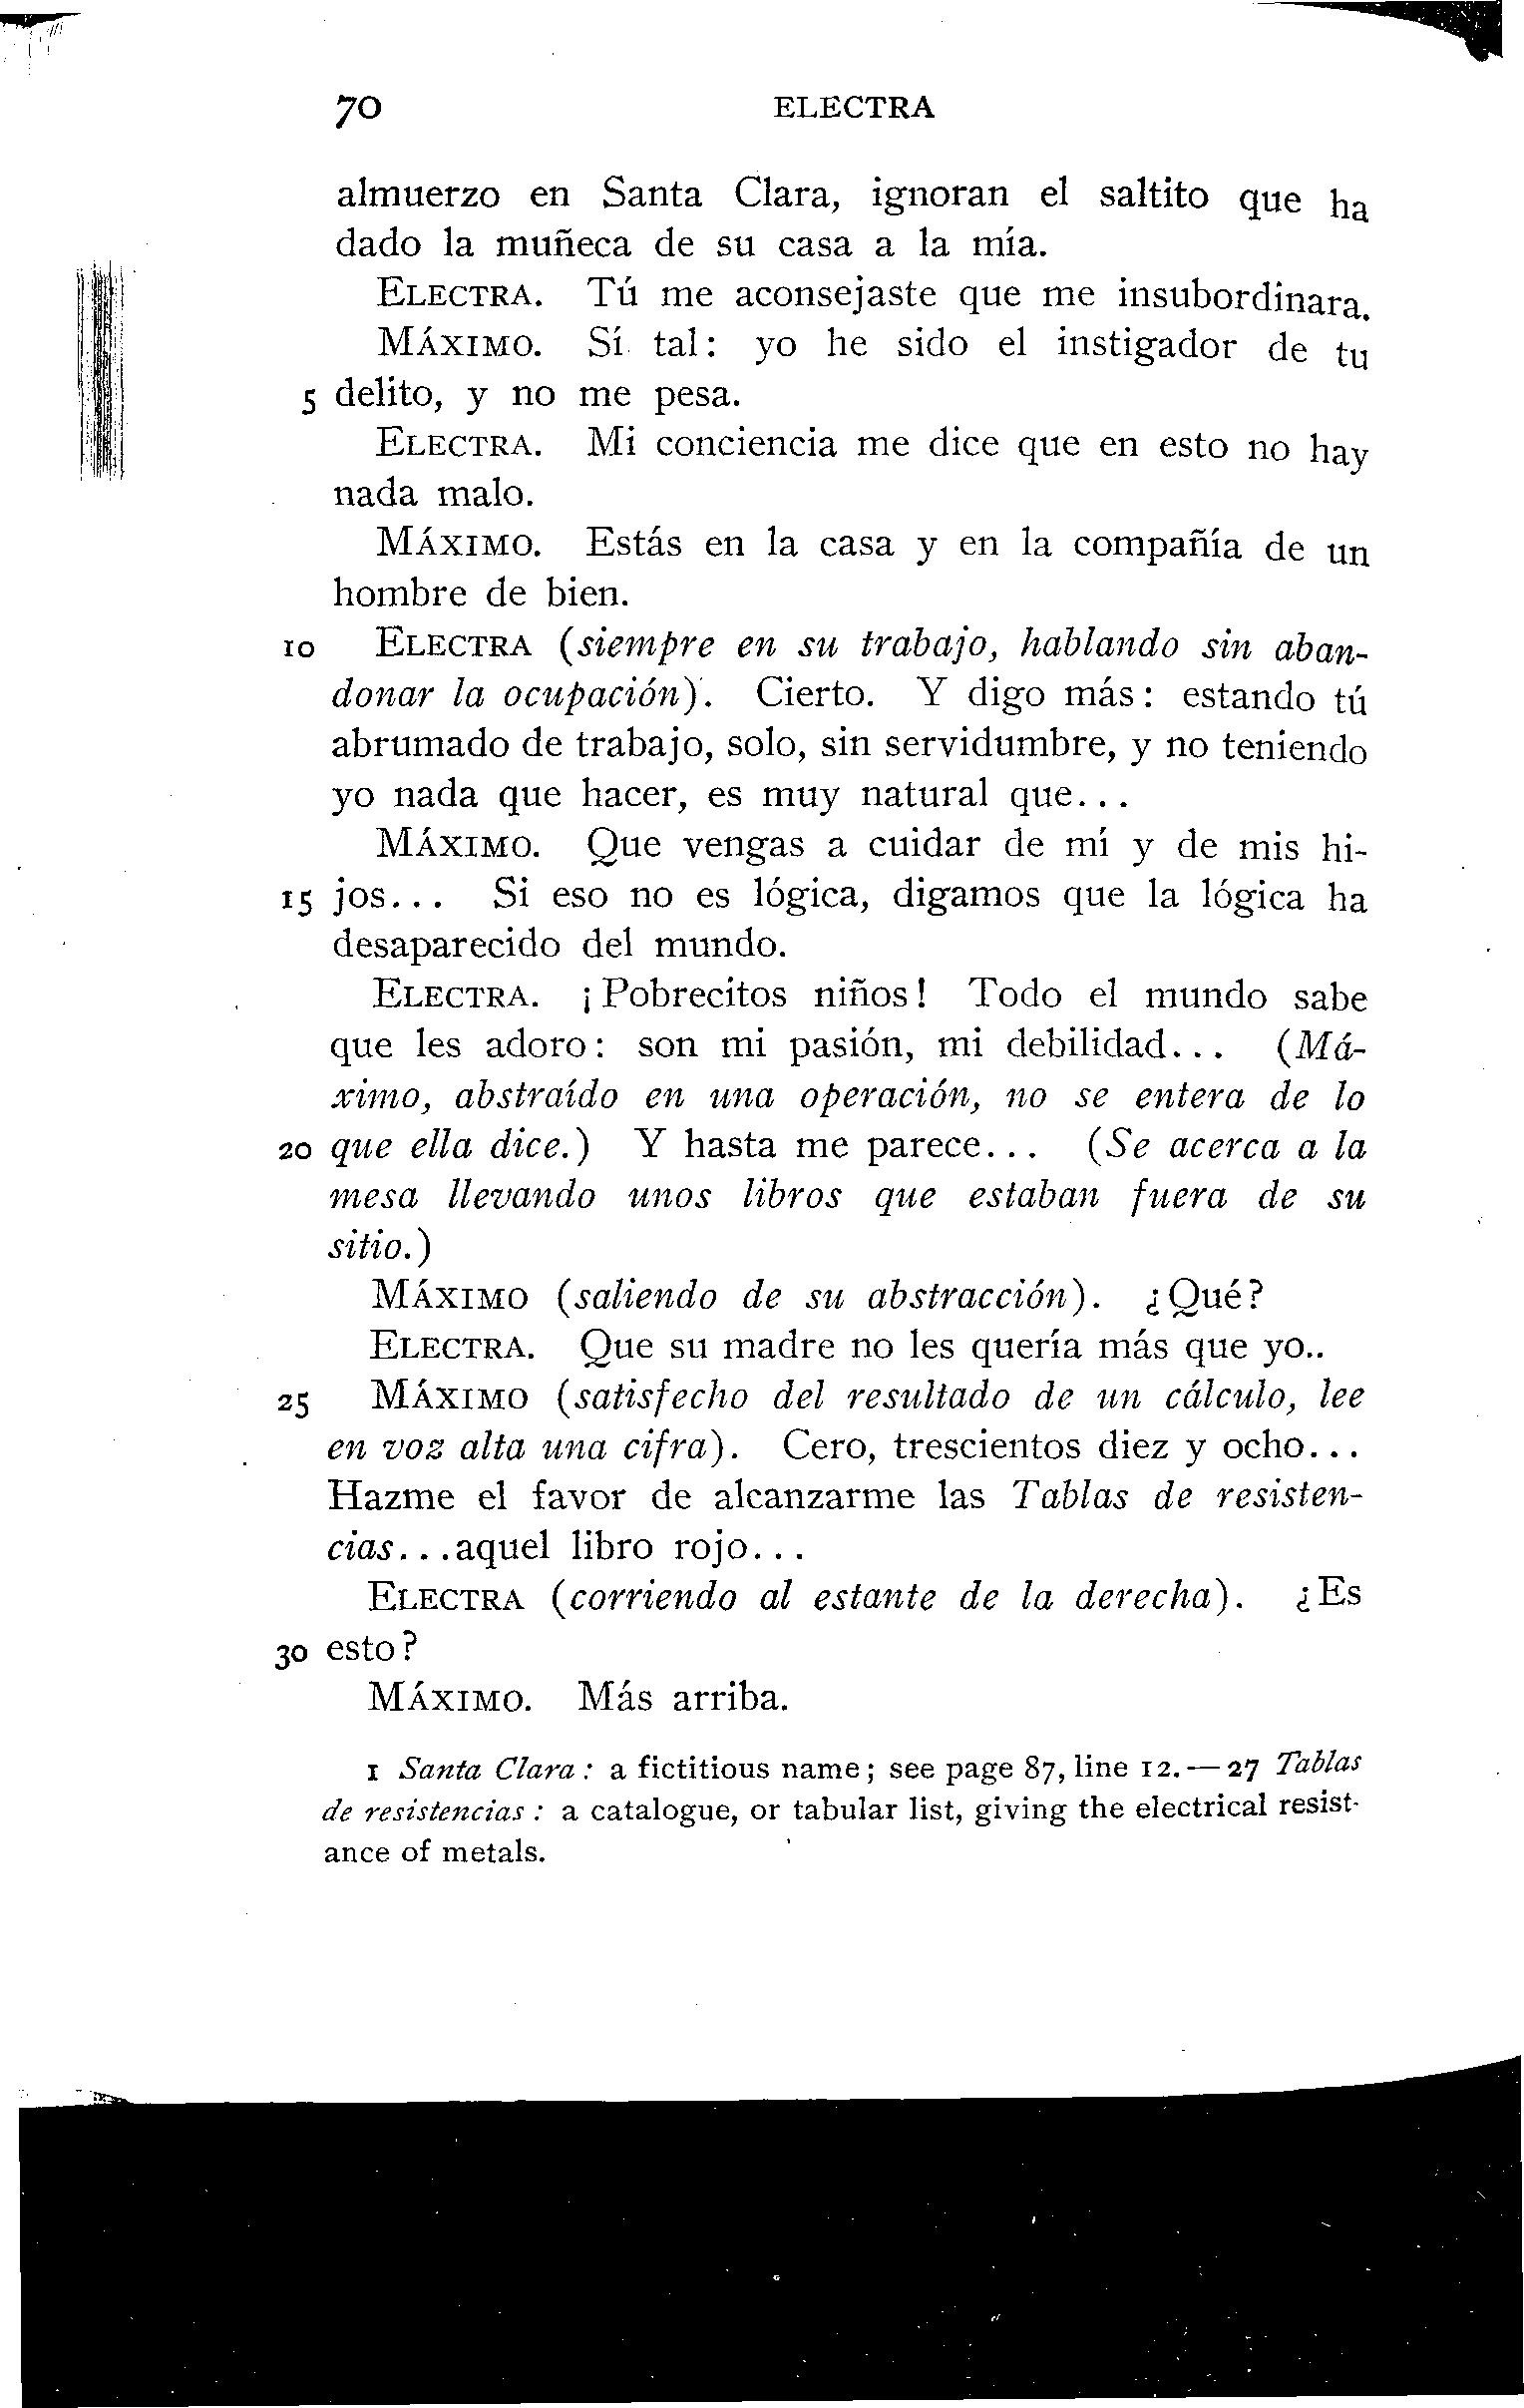 70 ELECTRA
almuerzo en Santa Clara, ignoran el saltito que ha
dado la muñeca de su casa a la mía.
ELECTRA. Tú me aconsejaste que me insubordinara.
MÁXIMO. Sí tal: yo he sido el instigador de tu
5 delito, y no me pesa.
ELECTRA. Mi conciencia me dice que en esto no hay
nada malo.
MÁXIMO. Estás en la casa y en la compañía de un
hombre de bien.
10 ELECTRA (siempre en su trabajo, hablando sin aban-
donar la ocupación). Cierto. Y digo más: estando tú
abrumado de trabajo, solo, sin servidumbre, y no teniendo
yo nada que hacer, es muy natural que...
MÁXIMO. Que vengas a cuidar de mí y de mis hi-
15 jos... Si eso no es lógica, digamos que la lógica ha
desaparecido del mundo.
ELECTRA. ¡Pobrecitos niños! Todo el mundo sabe
que les adoro: son mi pasión, mi debilidad... (Má-
ximo, abstraído en una operación, no se entera de lo
20 que ella dice.) Y hasta me parece... (Se acerca a la
mesa llevando unos libros que estaban fuera de su
sitio.)
MÁXIMO (saliendo de su abstracción). ¿Qué?
ELECTRA. Que su madre no les quería más que yo..
25 MÁXIMO (satisfecho del resultado de un cálculo, lee
en voz alta una cifra). Cero, trescientos diez y ocho...
Hazme el favor de alcanzarme las Tablas de resisten-
cias...aquel libro rojo...
ELECTRA (corriendo al estante de la derecha). ¿Es
30 esto?
MÁXIMO. Más arriba.
1 Santa Clara: a fictitious name; see page 87, line 12.—27 Tablas
de resistencias: a catalogue, or tabular list, giving the electrical resist-
ance of metals.